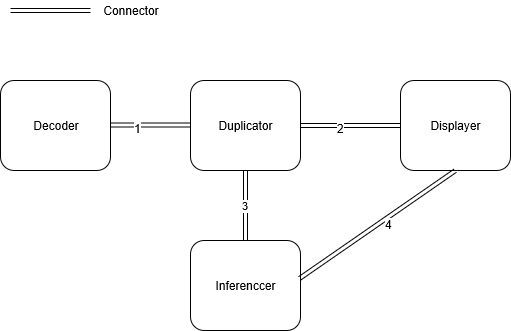 Connector
Decoder
1
Duplicator
2
Displayer
3
4
Inferenccer